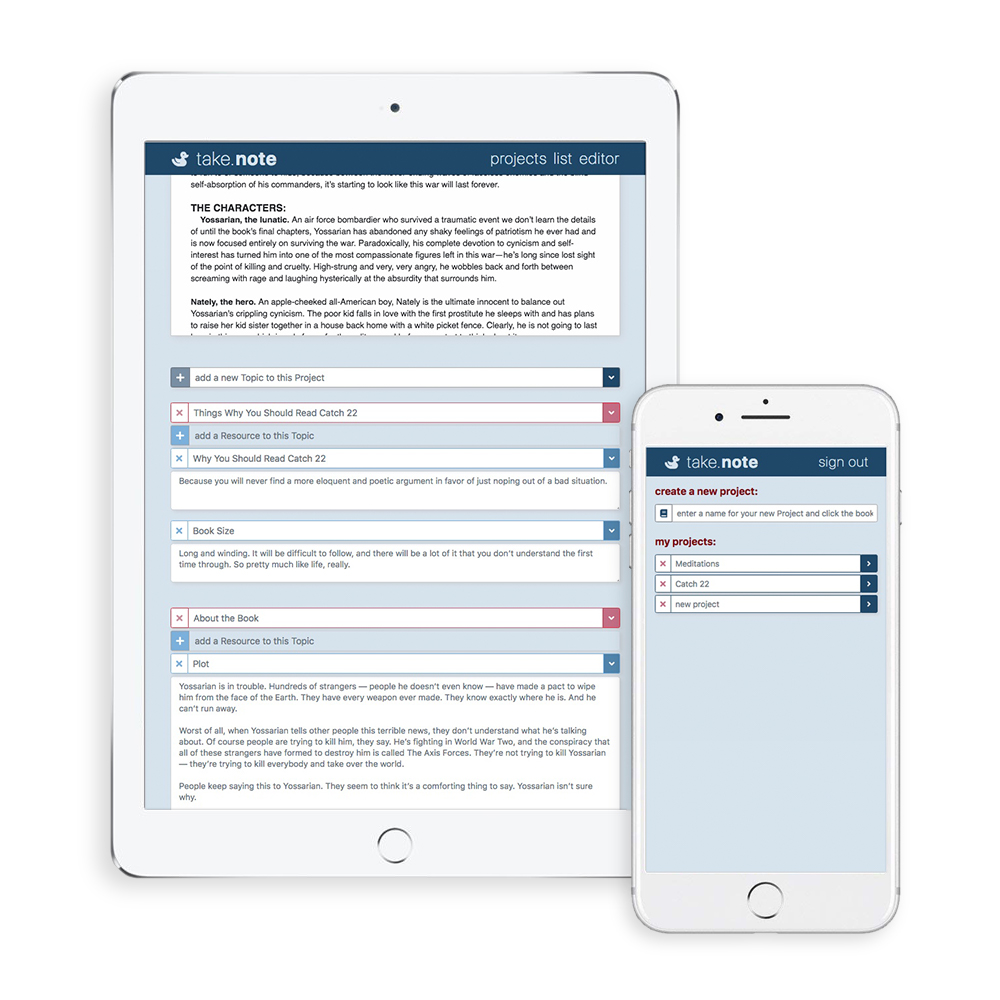 take.note
projects list editor
self-absorption of his commanders, it's starting to look like this war will last forever.
THE CHARACTERS:
Yossarian, the lunatic. An air force bombardier who survived a traumatic event we don't learn the details
of until the book's final chapters, Yossarian has abandoned any shaky feelings of patriotism he ever had and
is now focused entirely on surviving the war. Paradoxically, his complete devotion to cynicism and self-
interest has turned him into one of the most compassionate figures left in this war—he's long since lost sight
of the point of killing and cruelty. High-strung and very, very angry, he wobbles back and forth between
screaming with rage and laughing hysterically at the absurdity that surrounds him.
Nately, the hero. An apple-cheeked all-American boy, Nately is the ultimate innocent to balance out
Yossarian's crippling cynicism. The poor kid falls in love with the first prostitute he sleeps with and has plans
to raise her kid sister together in a house back home with a white picket fence. Clearly, he is not going to last
add a new Topic to this Project
Things Why You Should Read Catch 22
add a Resource to this Topic
Why You Should Read Catch 22
Because you will never find a more eloquent and poetic argument in favor of just noping out of a bad situation.
Book Size
Long and winding. It will be difficult to follow, and there will be a lot of it that you don't understand the first
time through. So pretty much like life, really.
About the Book
add a Resource to this Topic
Plot
Yossarian is in trouble. Hundreds of strangers — people he doesn't even know — have made a pact to wipe
him from the face of the Earth. They have every weapon ever made. They know exactly where he is. And he
can't run away.
Worst of all, when Yossarian tells other people this terrible news, they don't understand what he's talking
about. Of course people are trying to kill him, they say. He's fighting in World War Two, and the conspiracy that
all of these strangers have formed to destroy him is called The Axis Forces. They're not trying to kill Yossarian
— they're trying to kill everybody and take over the world.
People keep saying this to Yossarian. They seem to think it's a comforting thing to say. Yossarian isn't sure
why.
take.note
sign out
create a new project:
enter a name for your new Project and click the book
my projects:
Meditations
Catch 22
new project